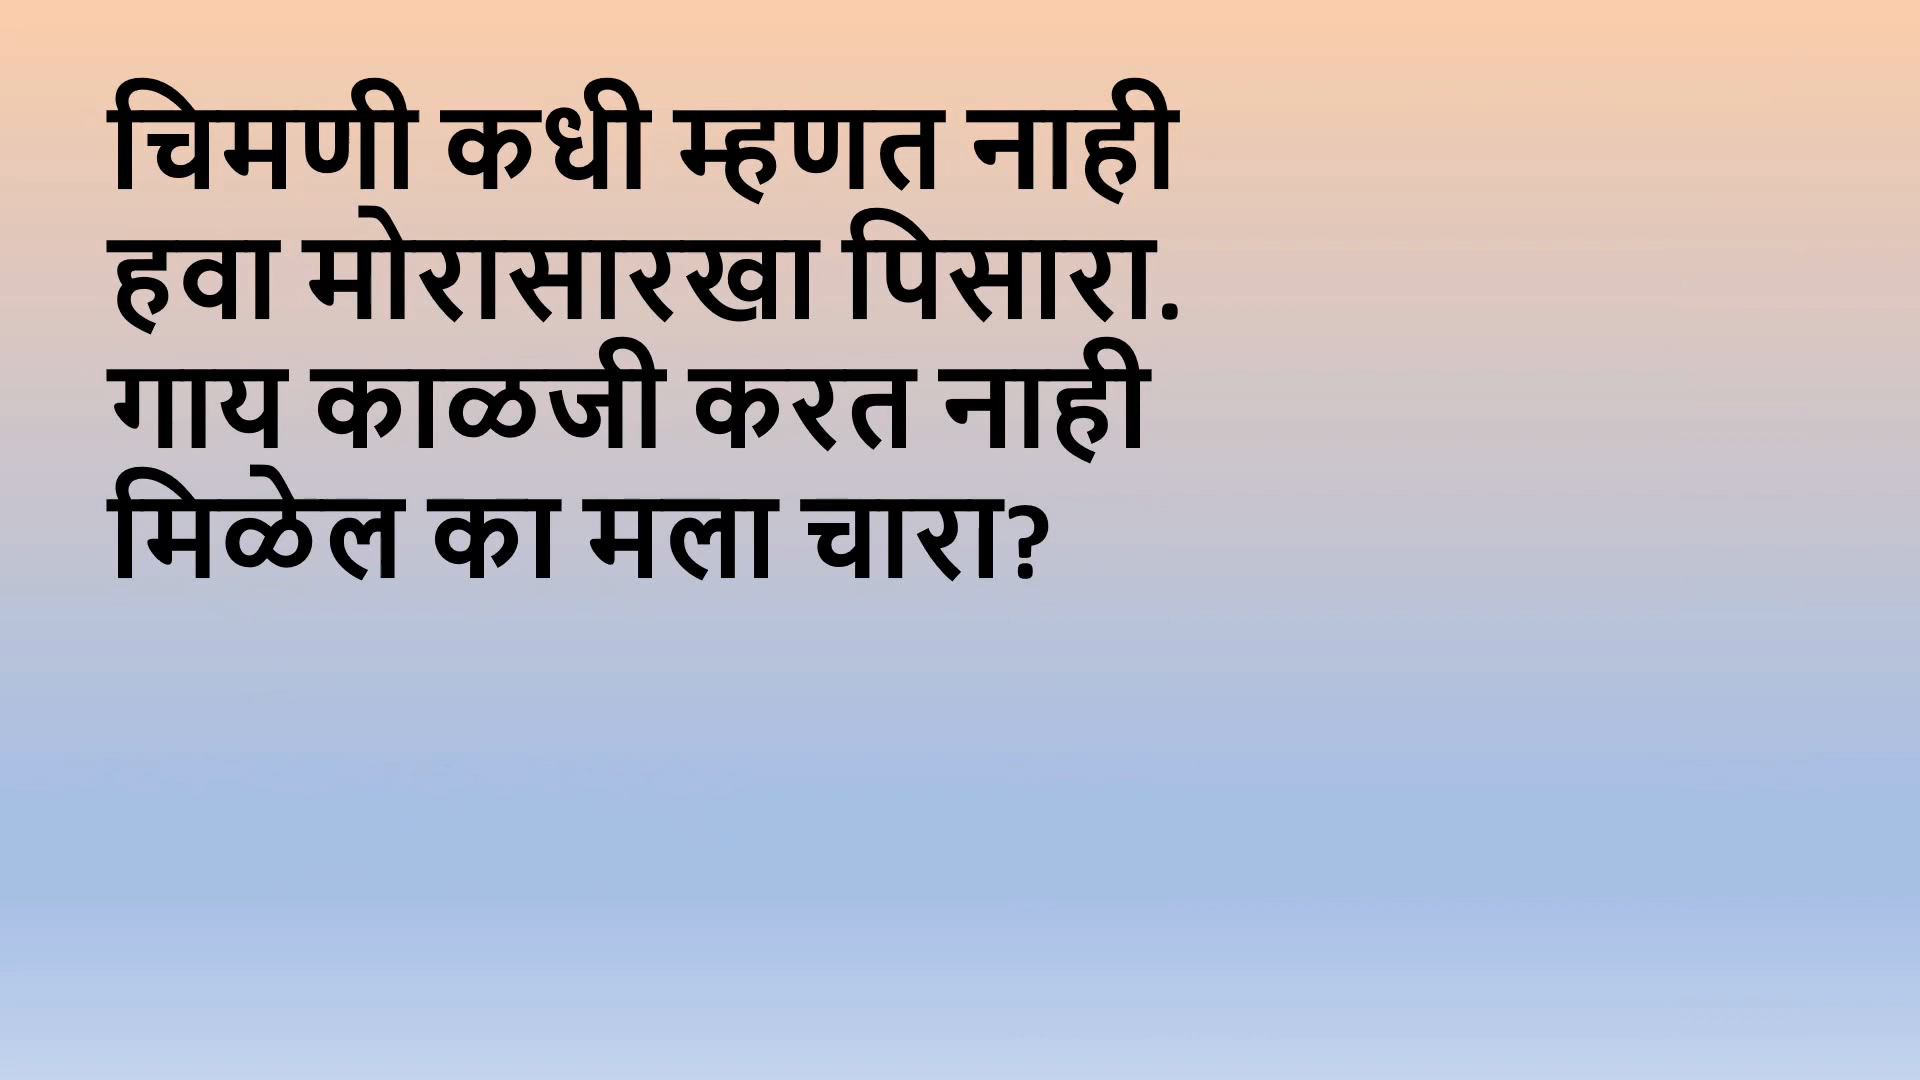 चिमणी कधी म्हणत नाही
हवा मोरासारखा पिसारा.
गाय काळजी करत नाही
मिळेल का मला चारा?